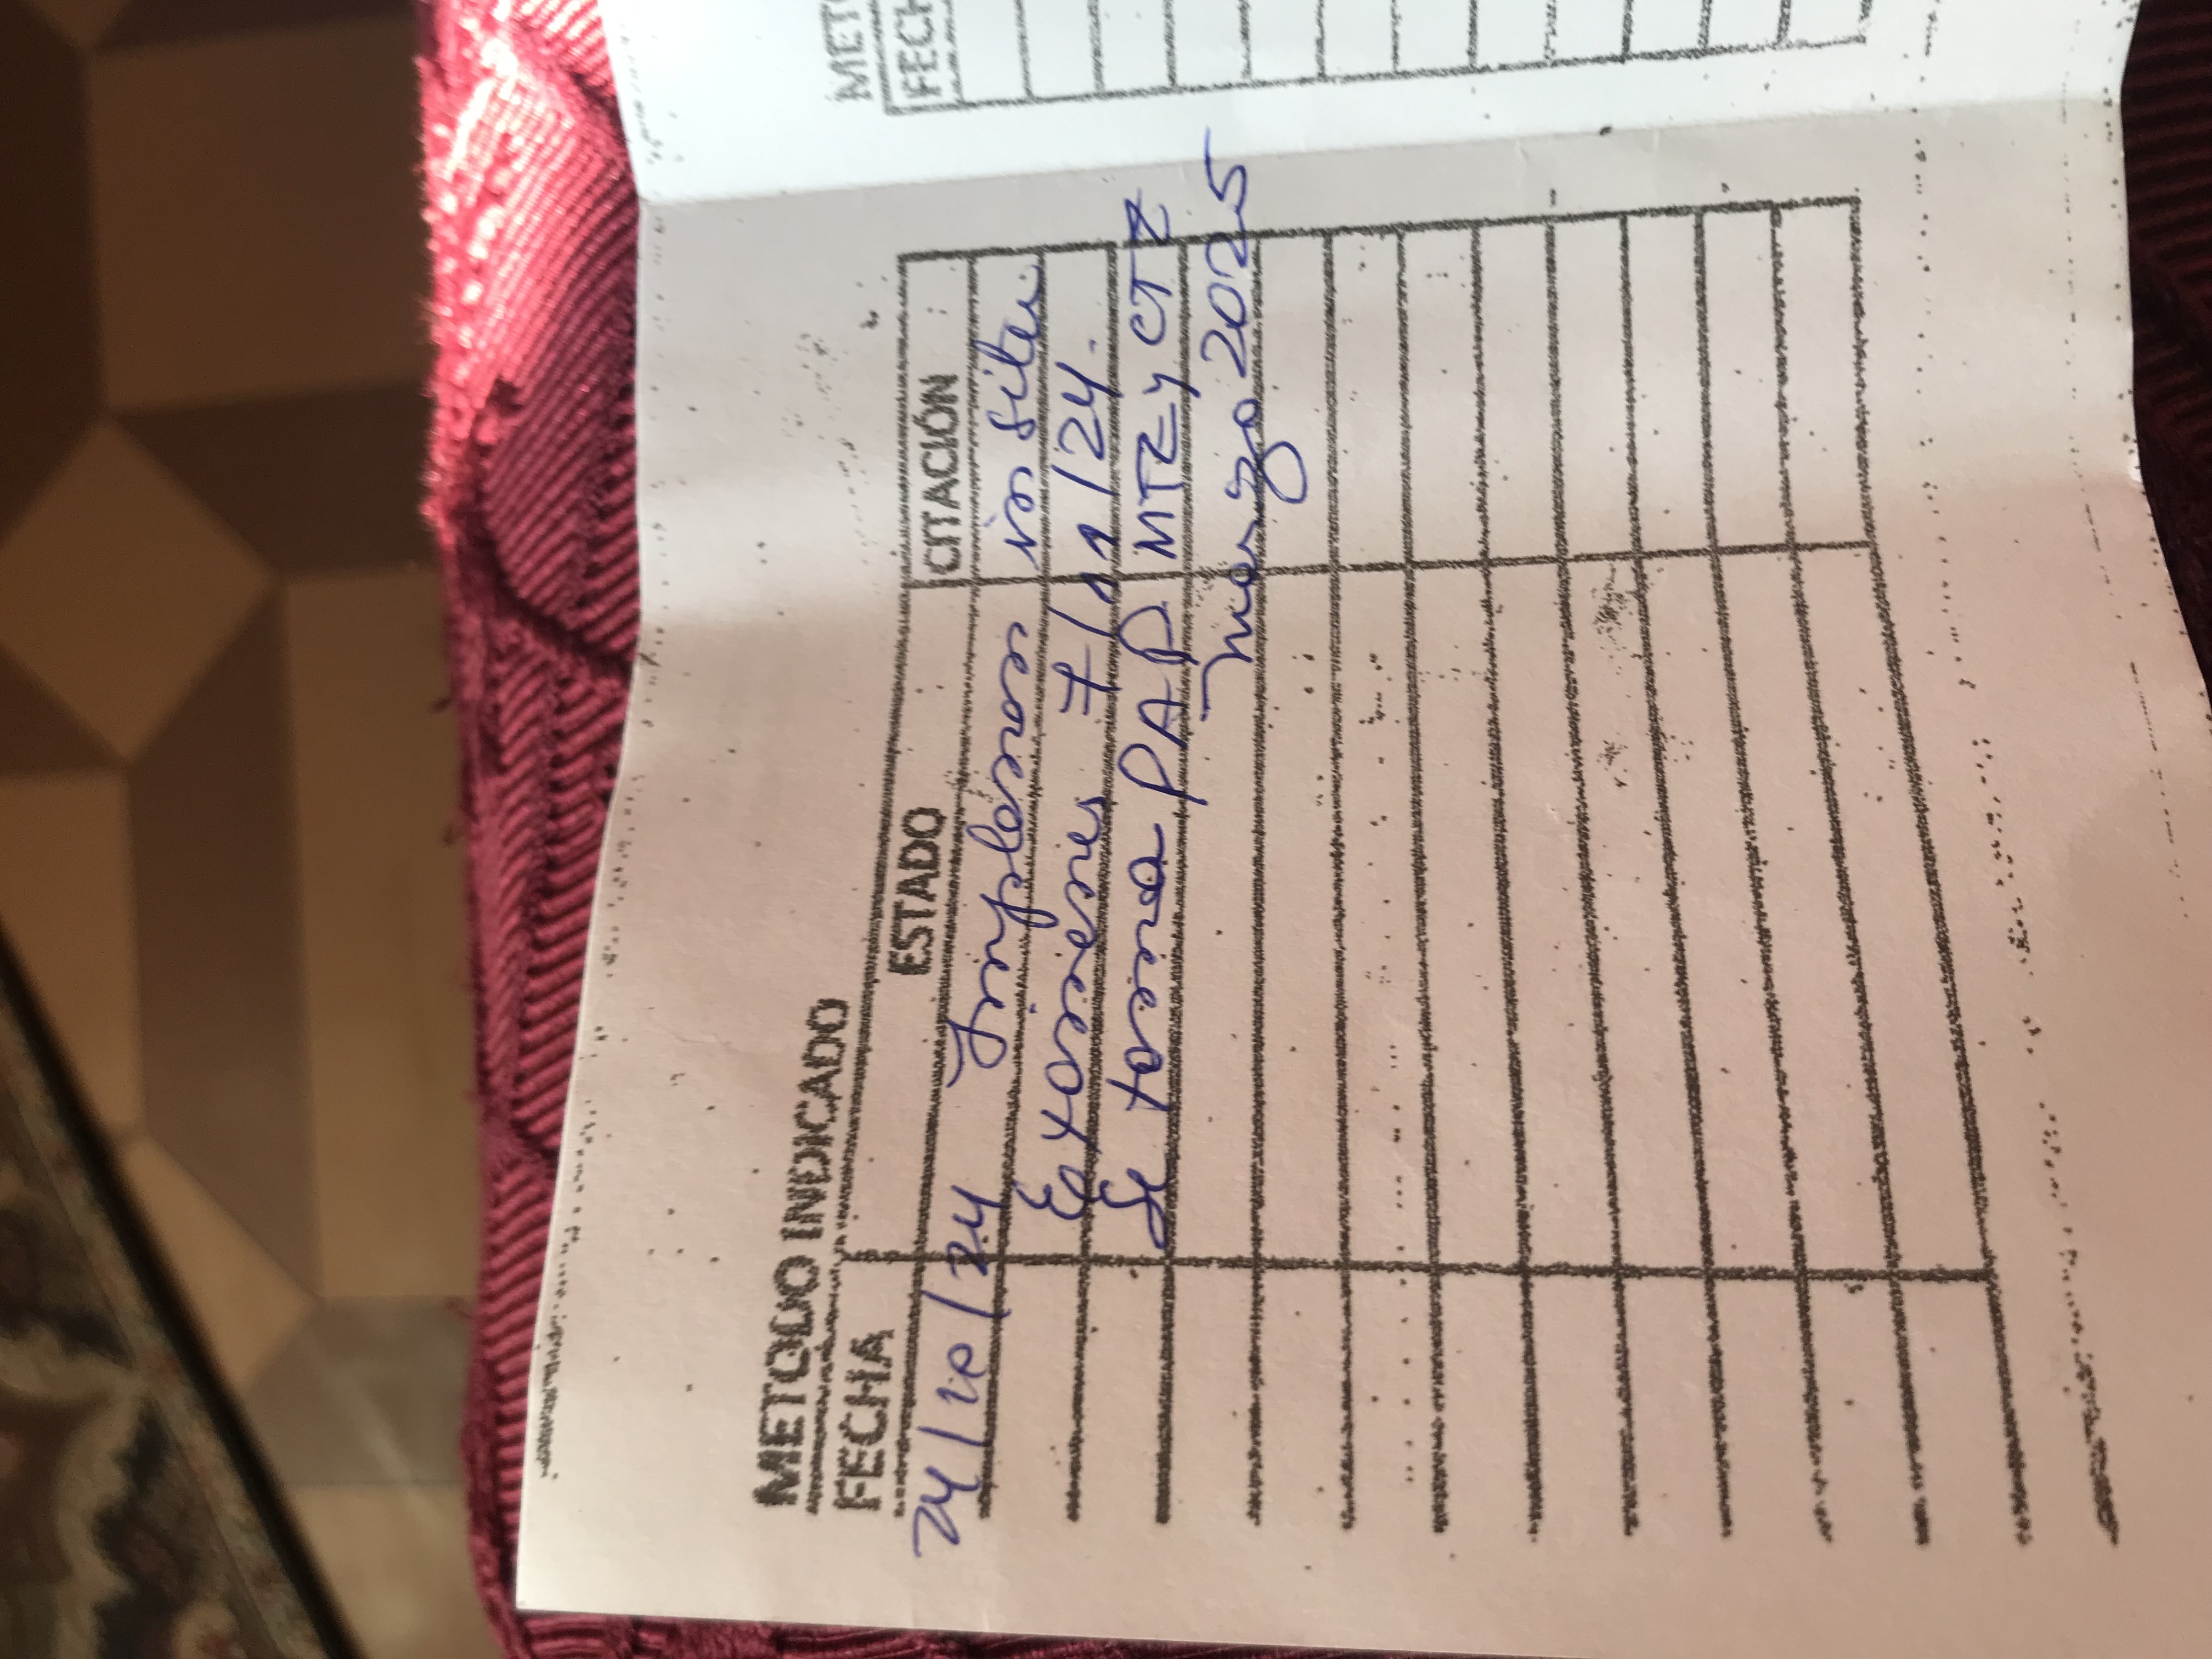 METODO INDICADO
FECHA ESTADO CITACIÓN
24/10/24 Implanon in situ
Exámenes 7/11/24.
Se toma PAP. MTZ y CTZ
Marzo 2025
METO
FECH